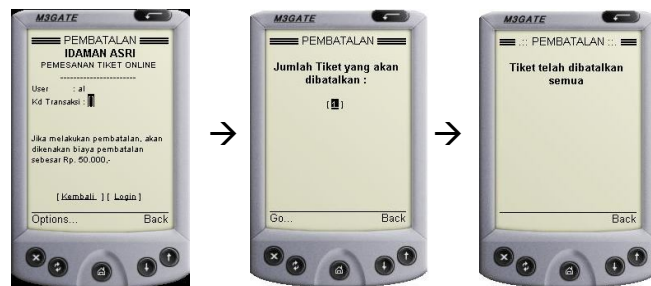 M3GATE
PEMBATALAN
IDAMAN ASRI
PEMESANAN TIKET ONLINE
------------------------
User : al
Kd Transaksi :
Jika melakukan pembatalan, akan
dikenakan biaya pembatalan
sebesar Rp. 50.000,-
[ Kembali ] [ Login ]
Options... Back
→
M3GATE
PEMBATALAN
Jumlah Tiket yang akan
dibatalkan :
Go... Back
→
M3GATE
.:: PEMBATALAN ::.
Tiket telah dibatalkan
semua
Back